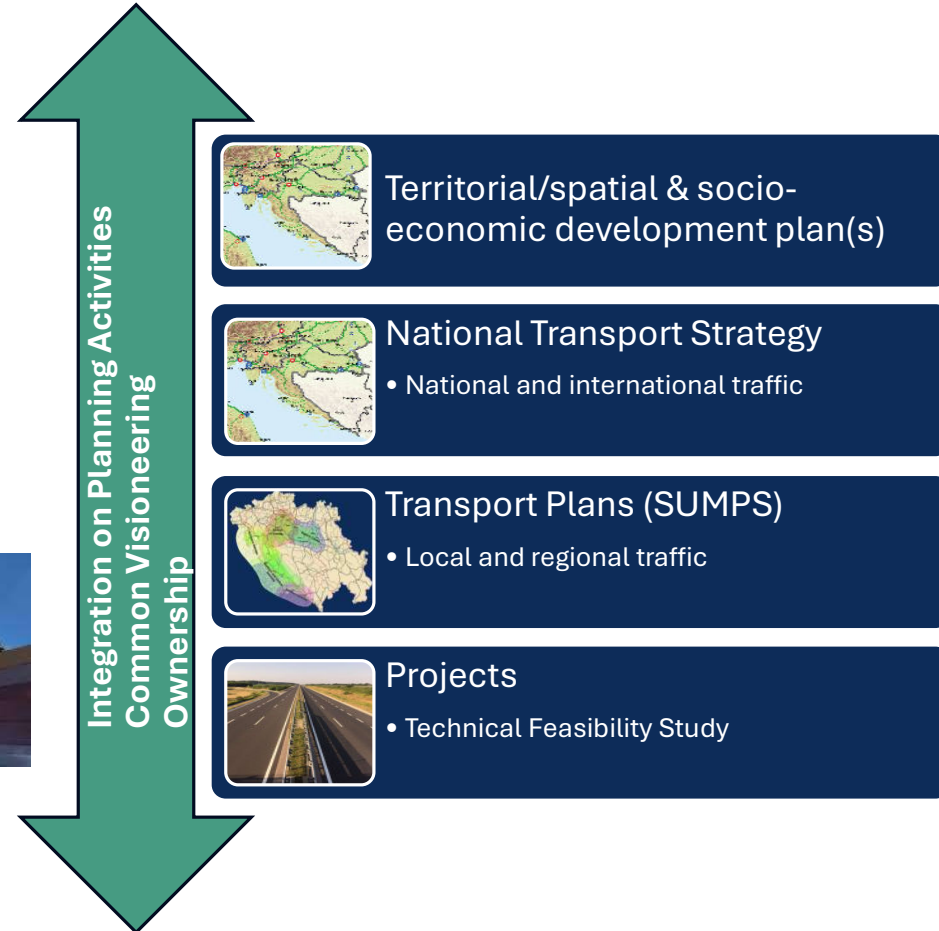 Integration on Planning Activities
Common Visioneering
Ownership
Territorial/spatial & socio-
economic development plan(s)
National Transport Strategy
• National and international traffic
Transport Plans (SUMPS)
• Local and regional traffic
Projects
• Technical Feasibility Study